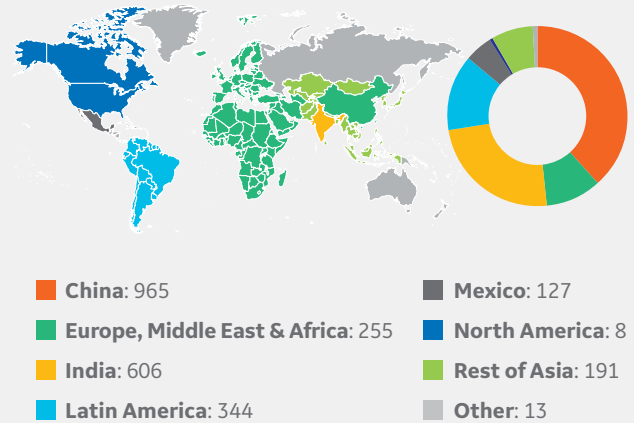 China: 965
Europe, Middle East & Africa: 255
India: 606
Latin America: 344
Mexico: 127
North America: 8
Rest of Asia: 191
Other: 13